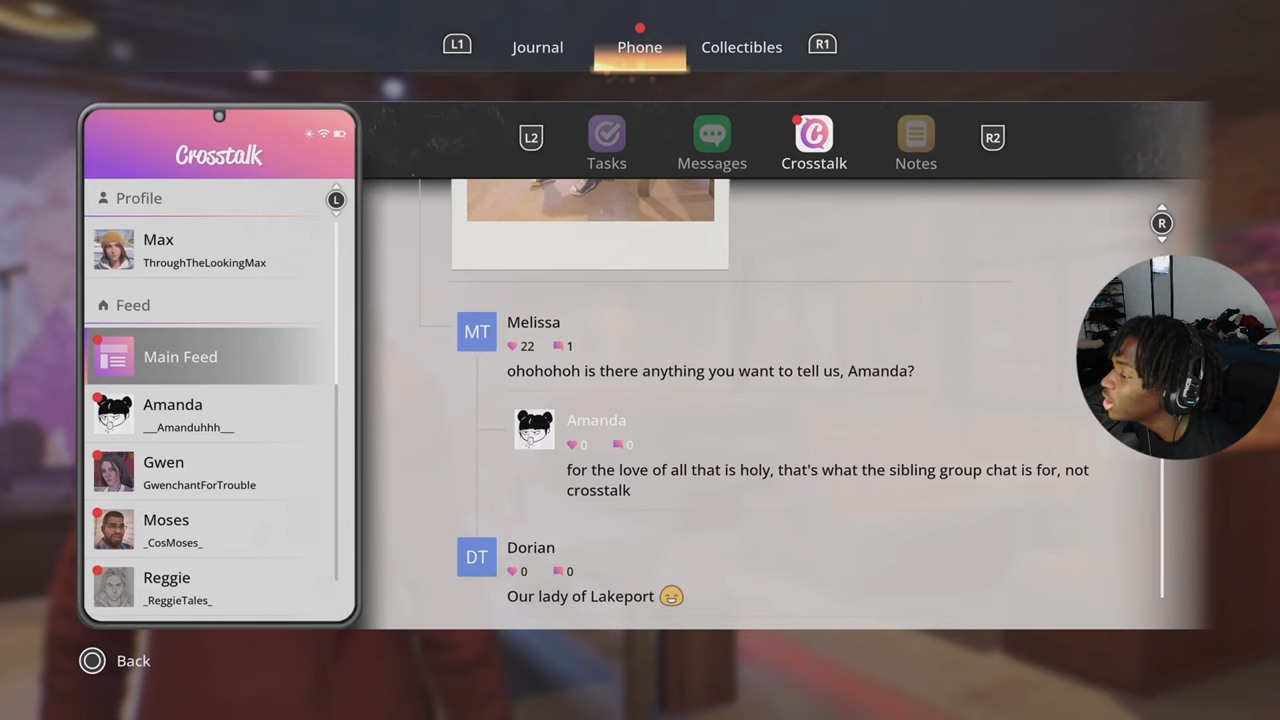 L1
Journal
Phone
Collectibles
R1
Crosstalk
L2
Tasks
Messages
Crosstalk
Notes
R2
Profile
L
Max
ThroughTheLookingMax
Feed
Main Feed
Amanda
___Amanduhhh___
Gwen
GwenchantForTrouble
Moses
_CosMoses_
Reggie
_ReggieTales_
R
MT
Melissa
22
1
ohohohoh is there anything you want to tell us, Amanda?
Amanda
0
0
for the love of all that is holy, that's what the sibling group chat is for, not
crosstalk
DT
Dorian
0
0
Our lady of Lakeport
Back